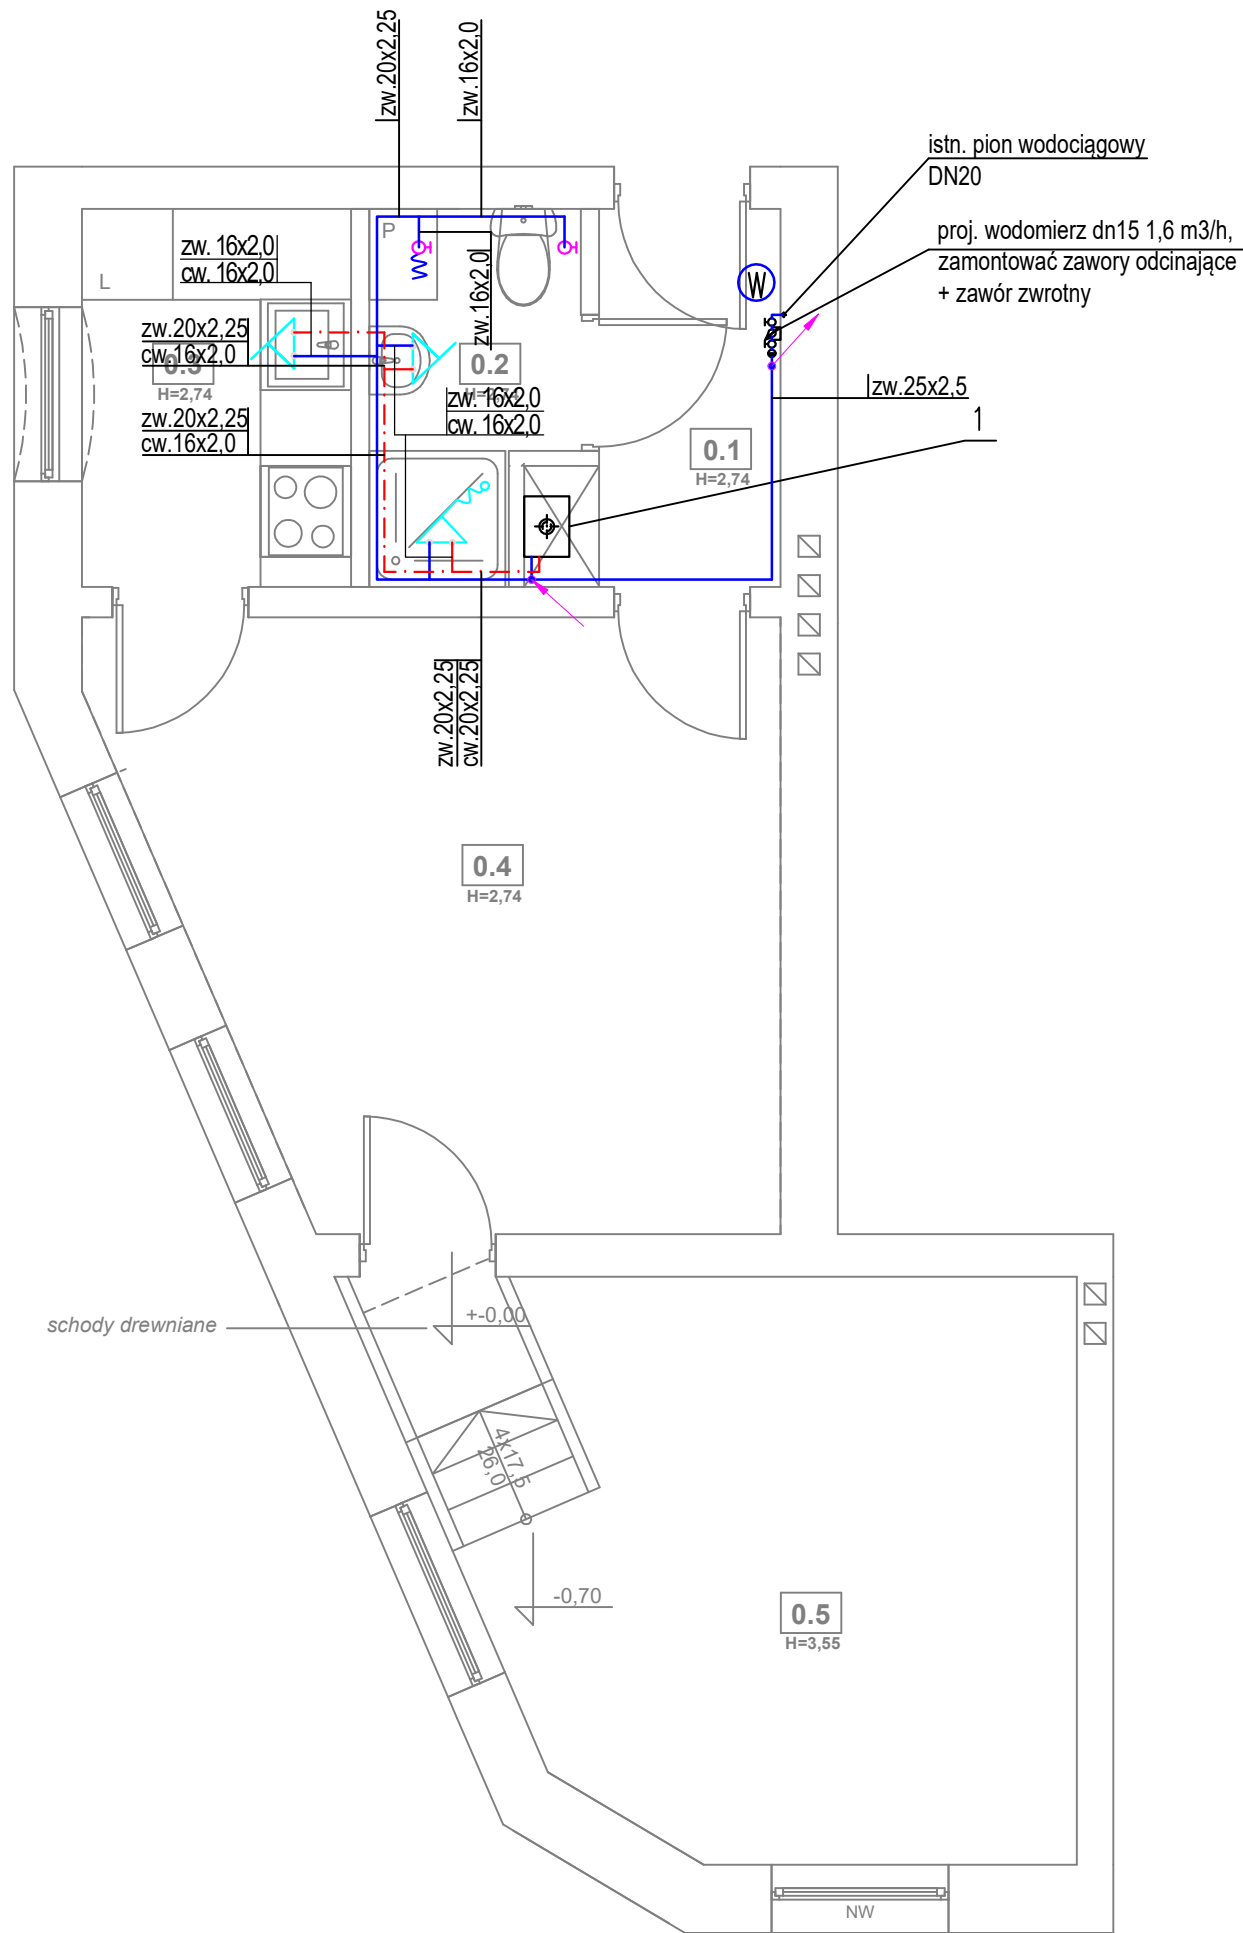 zw.20x2,25
zw.16x2,0
istn. pion wodociągowy
DN20
proj. wodomierz dn15 1,6 m3/h,
zamontować zawory odcinające
+ zawór zwrotny
P
L
W
zw. 16x2,0
cw. 16x2,0
zw.16x2,0
zw.20x2,25
cw.16x2,0
0.3
H=2,74
0.2
H=2,74
zw.20x2,25
cw.16x2,0
zw. 16x2,0
cw. 16x2,0
zw.25x2,5
1
0.1
H=2,74
zw.20x2,25
cw.20x2,25
0.4
H=2,74
schody drewniane
+-0,00
4x17,5
26,0
-0,70
0.5
H=3,55
NW